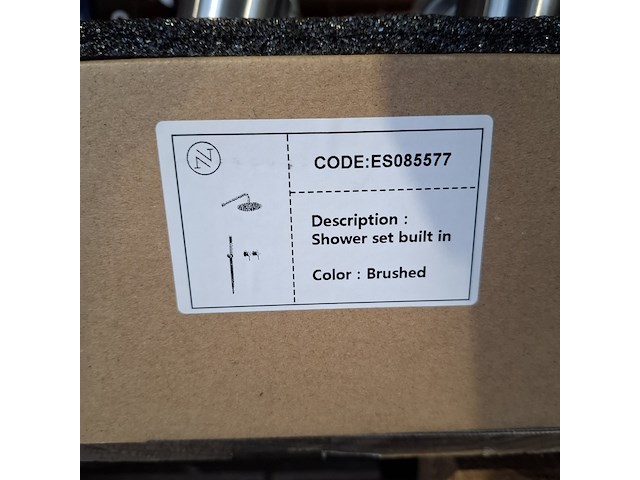 CODE:ES085577
Description :
Shower set built in
Color : Brushed